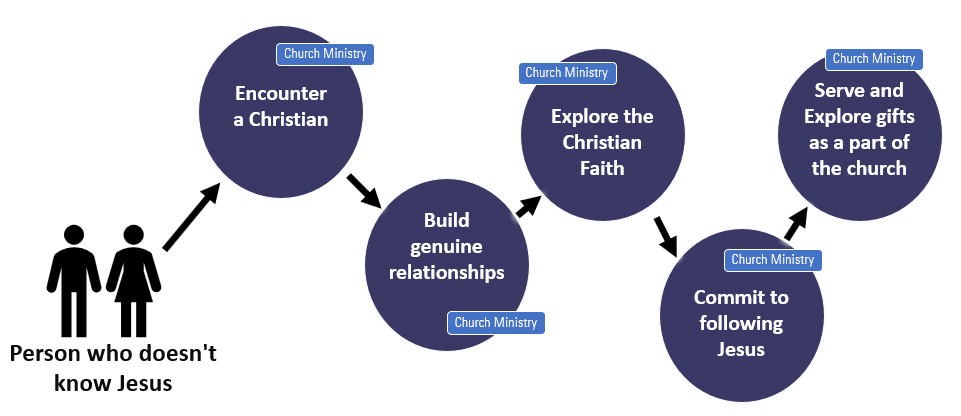 Church Ministry
Encounter
a Christian
Build
genuine
relationships
Church Ministry
Church Ministry
Explore the
Christian
Faith
Church Ministry
Commit to
following
Jesus
Church Ministry
Serve and
Explore gifts
as a part of
the church
Person who doesn't
know Jesus